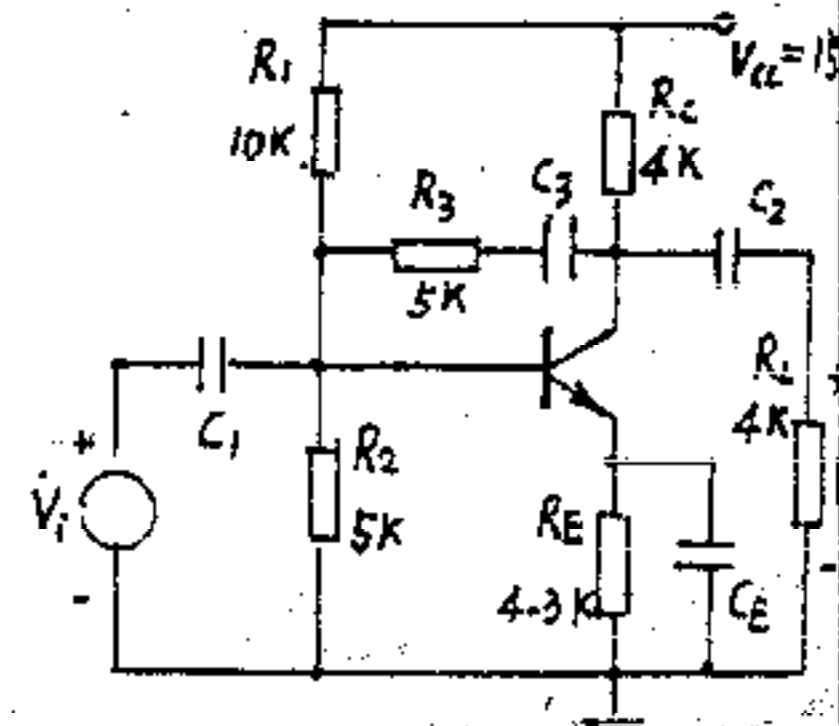 R1
10K
R3
5K
C3
Rc
4K
Vcc = 15
C2
C1
R2
5K
RE
4.3K
CE
RL
4K
+
Vi
-
-